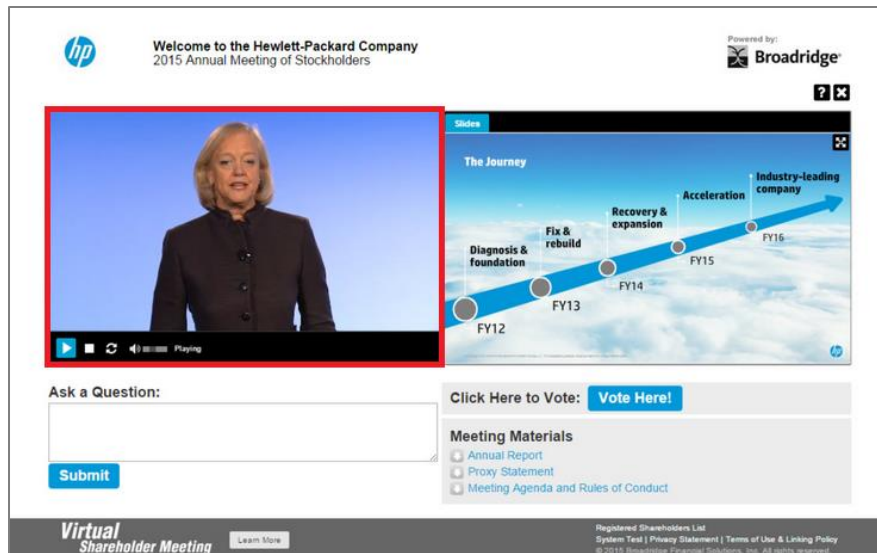 hp
Welcome to the Hewlett-Packard Company
2015 Annual Meeting of Stockholders
Powered by:
Broadridge
?
Playing
Slides
The Journey
Diagnosis &
foundation
Fix &
rebuild
Recovery &
expansion
Acceleration
Industry-leading
company
FY12
FY13
FY14
FY15
FY16
hp
Ask a Question:
Submit
Click Here to Vote:
Vote Here!
Meeting Materials
Annual Report
Proxy Statement
Meeting Agenda and Rules of Conduct
Virtual
Shareholder Meeting
Learn More
Registered Shareholders List
System Test | Privacy Statement | Terms of Use & Linking Policy
© 2015 Broadridge Financial Solutions, Inc. All rights reserved